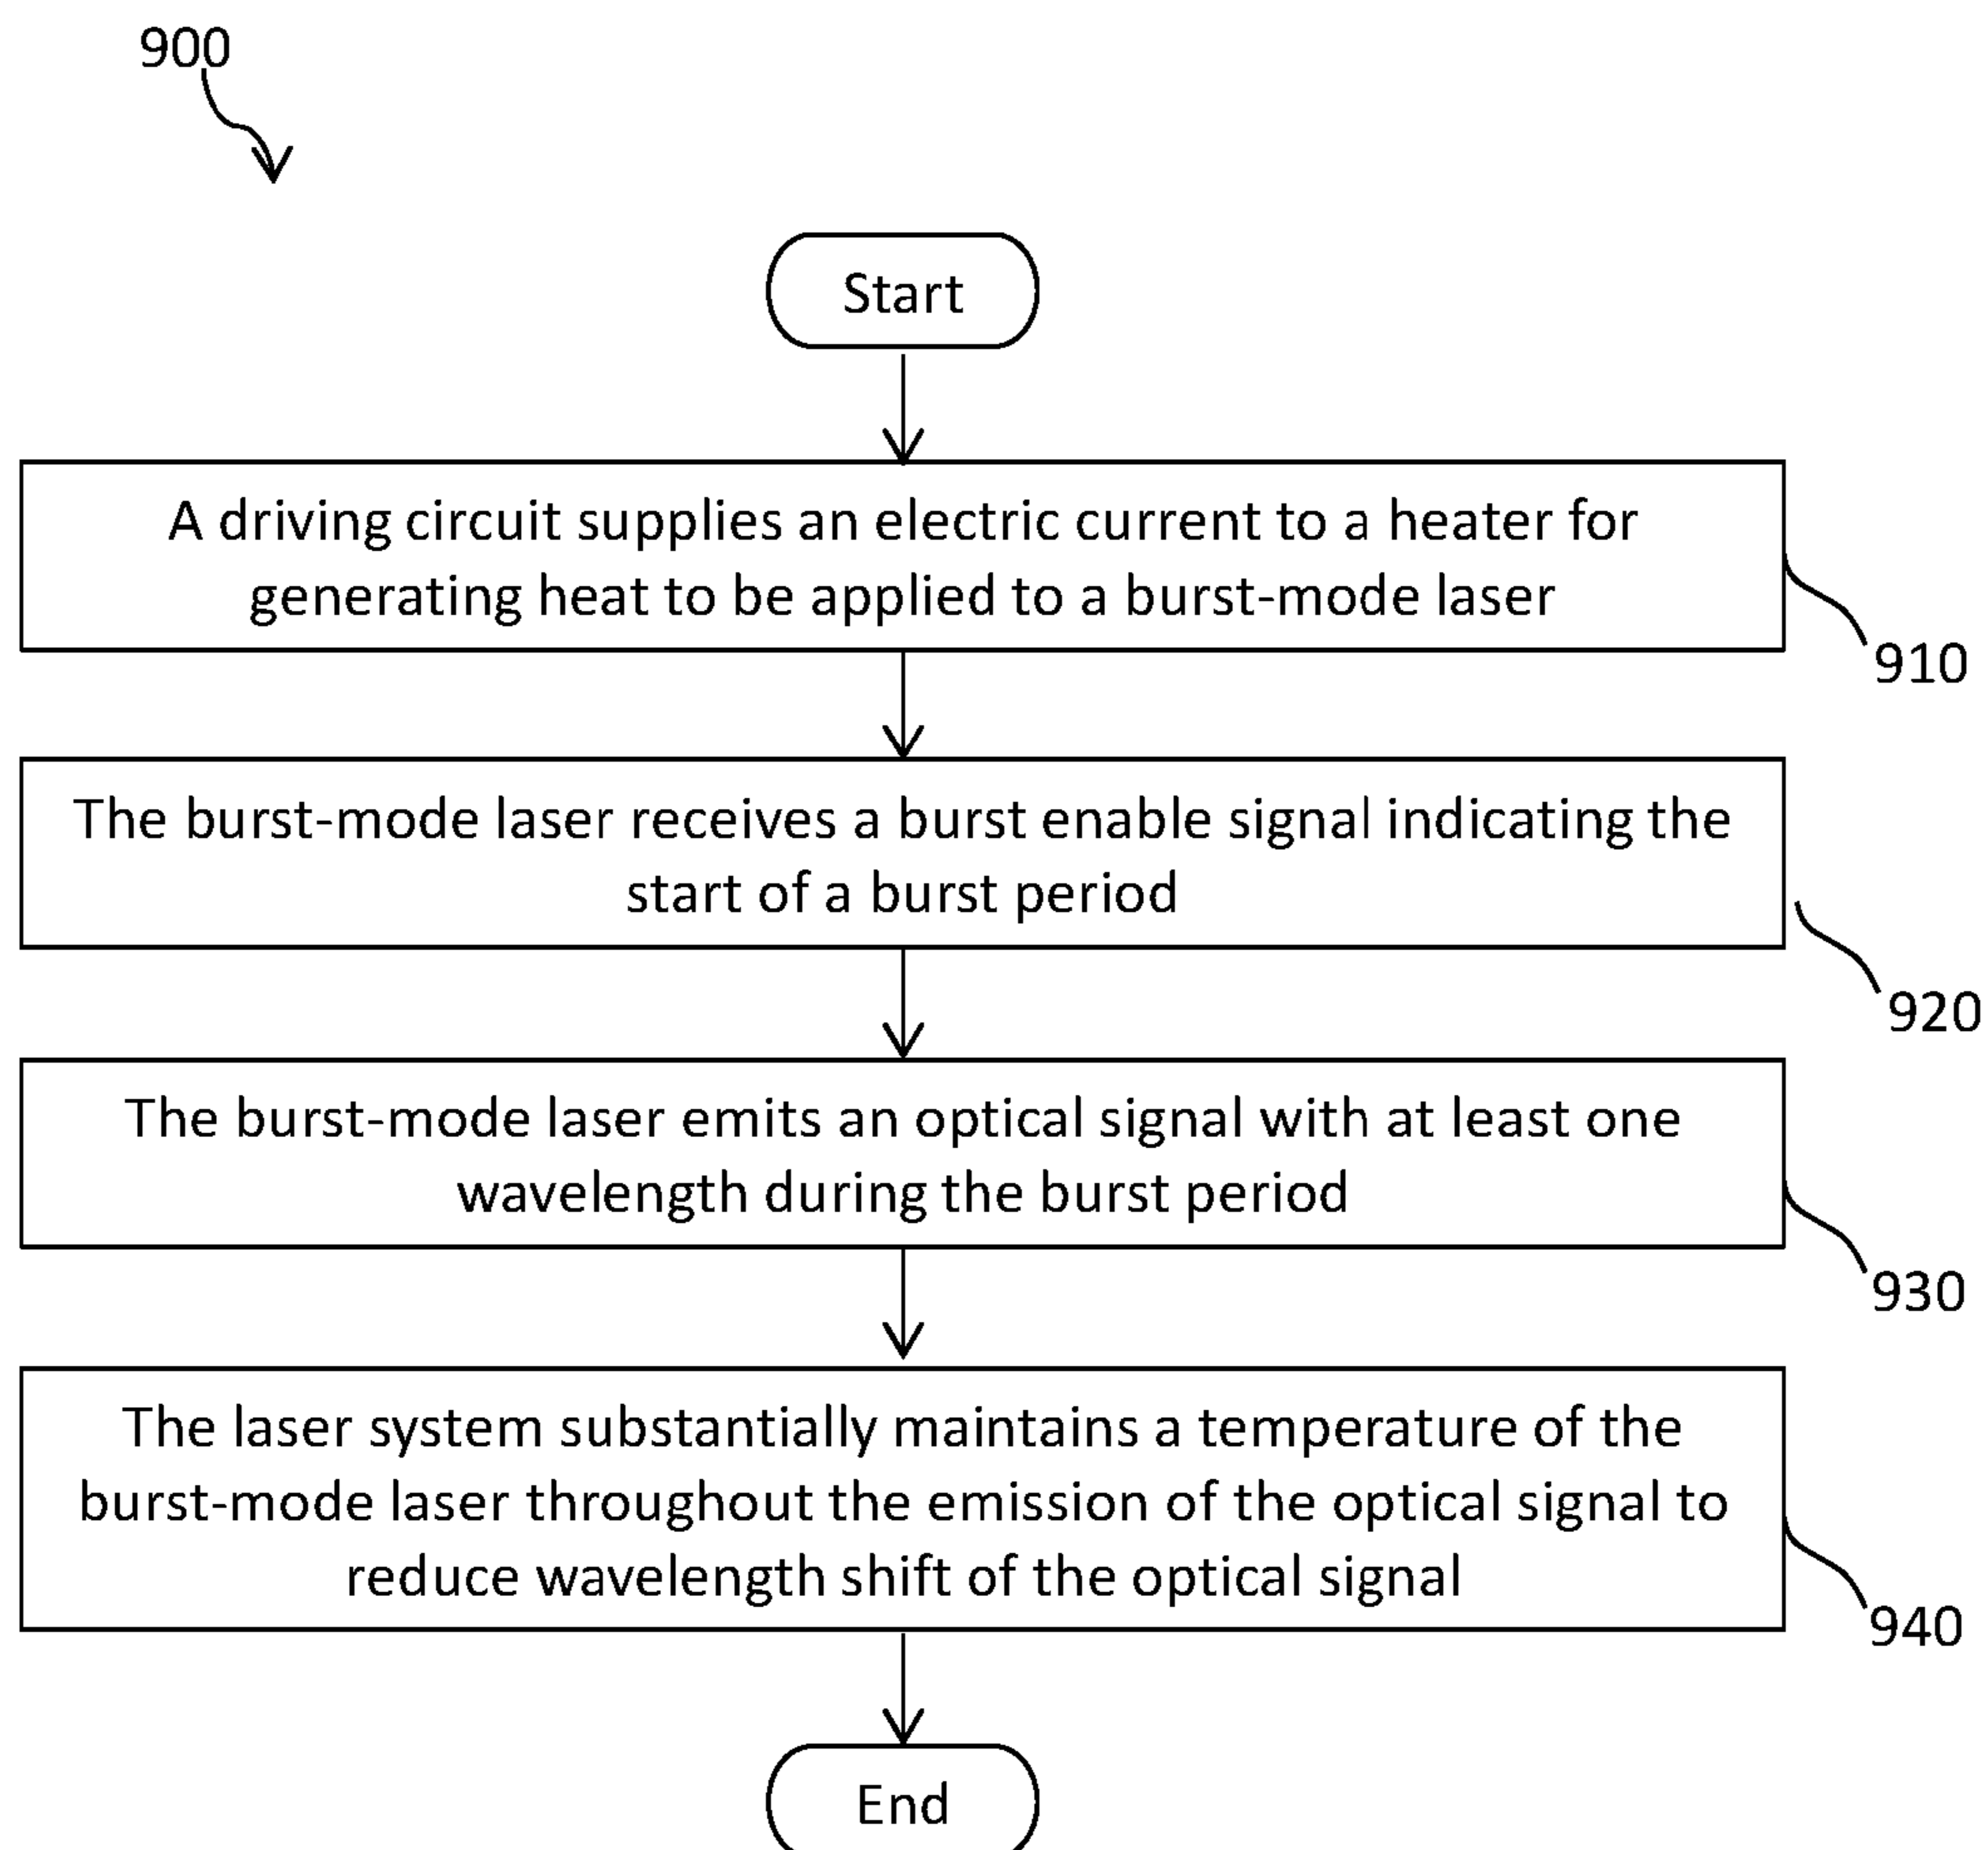 900
Start
A driving circuit supplies an electric current to a heater for
generating heat to be applied to a burst-mode laser
910
The burst-mode laser receives a burst enable signal indicating the
start of a burst period
920
The burst-mode laser emits an optical signal with at least one
wavelength during the burst period
930
The laser system substantially maintains a temperature of the
burst-mode laser throughout the emission of the optical signal to
reduce wavelength shift of the optical signal
940
End